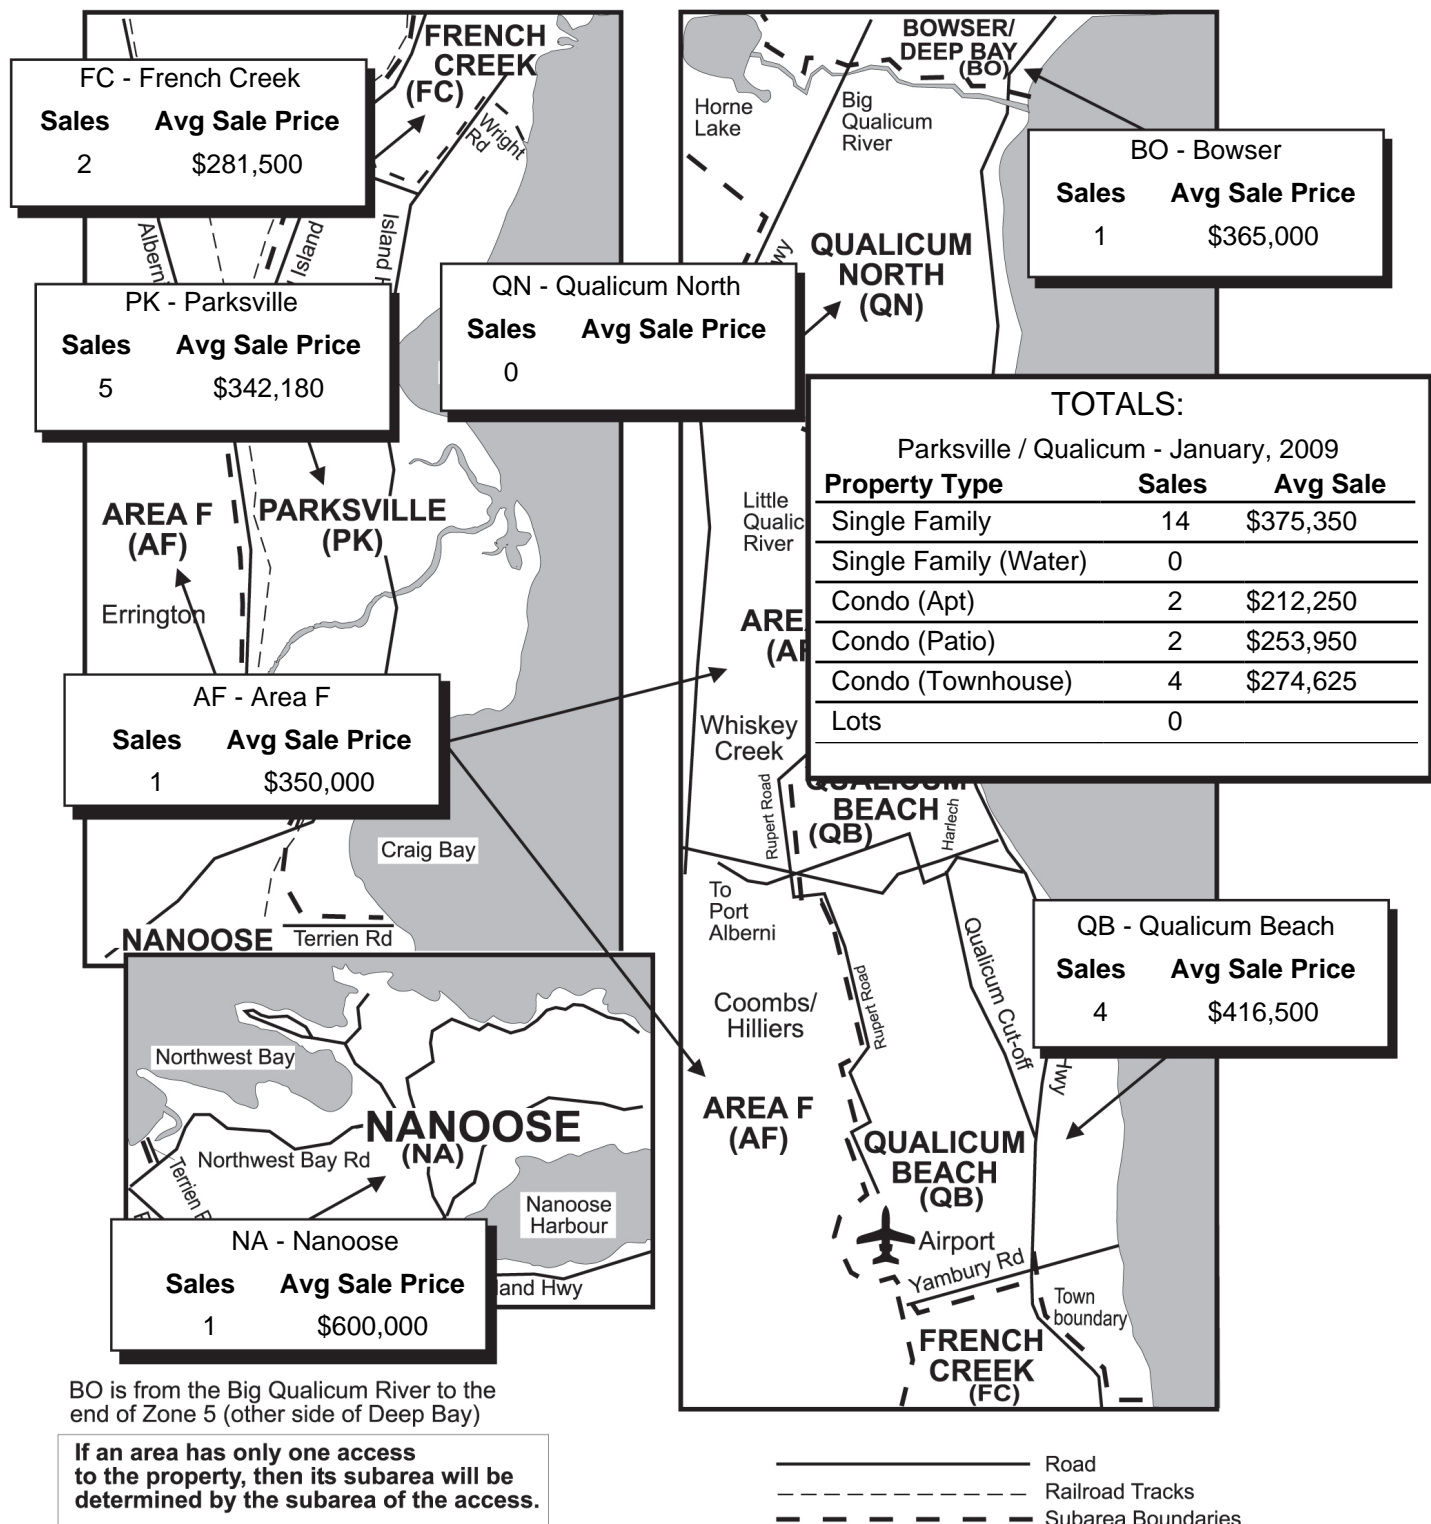 FRENCH
CREEK
(FC)
FC - French Creek
Sales Avg Sale Price
2 $281,500
Wright
Rd
Island
PK - Parksville
Sales Avg Sale Price
5 $342,180
AREA F
(AF)
PARKSVILLE
(PK)
Errington
AF - Area F
Sales Avg Sale Price
1 $350,000
Craig Bay
NANOOSE
Terrien Rd
Northwest Bay
NANOOSE
(NA)
Northwest Bay Rd
Terrien
Nanoose
Harbour
NA - Nanoose
Sales Avg Sale Price
1 $600,000
and Hwy
BO is from the Big Qualicum River to the
end of Zone 5 (other side of Deep Bay)
If an area has only one access
to the property, then its subarea will be
determined by the subarea of the access.
BOWSER/
DEEP BAY
(BO)
Horne
Lake
Big
Qualicum
River
BO - Bowser
Sales Avg Sale Price
1 $365,000
QUALICUM
NORTH
(QN)
QN - Qualicum North
Sales Avg Sale Price
0
TOTALS:
Parksville / Qualicum - January, 2009
Property Type Sales Avg Sale
Single Family 14 $375,350
Single Family (Water) 0
Condo (Apt) 2 $212,250
Condo (Patio) 2 $253,950
Condo (Townhouse) 4 $274,625
Lots 0
Little
Qualic
River
Whiskey
Creek
Rupert Road
QUALICUM
BEACH
(QB)
Harlech
To
Port
Alberni
QB - Qualicum Beach
Sales Avg Sale Price
4 $416,500
Qualicum Cut-off
Coombs/
Hilliers
Rupert Road
Hwy
AREA F
(AF)
QUALICUM
BEACH
(QB)
Airport
Yambury Rd
Town
boundary
FRENCH
CREEK
(FC)
Road
Railroad Tracks
Subarea Boundaries